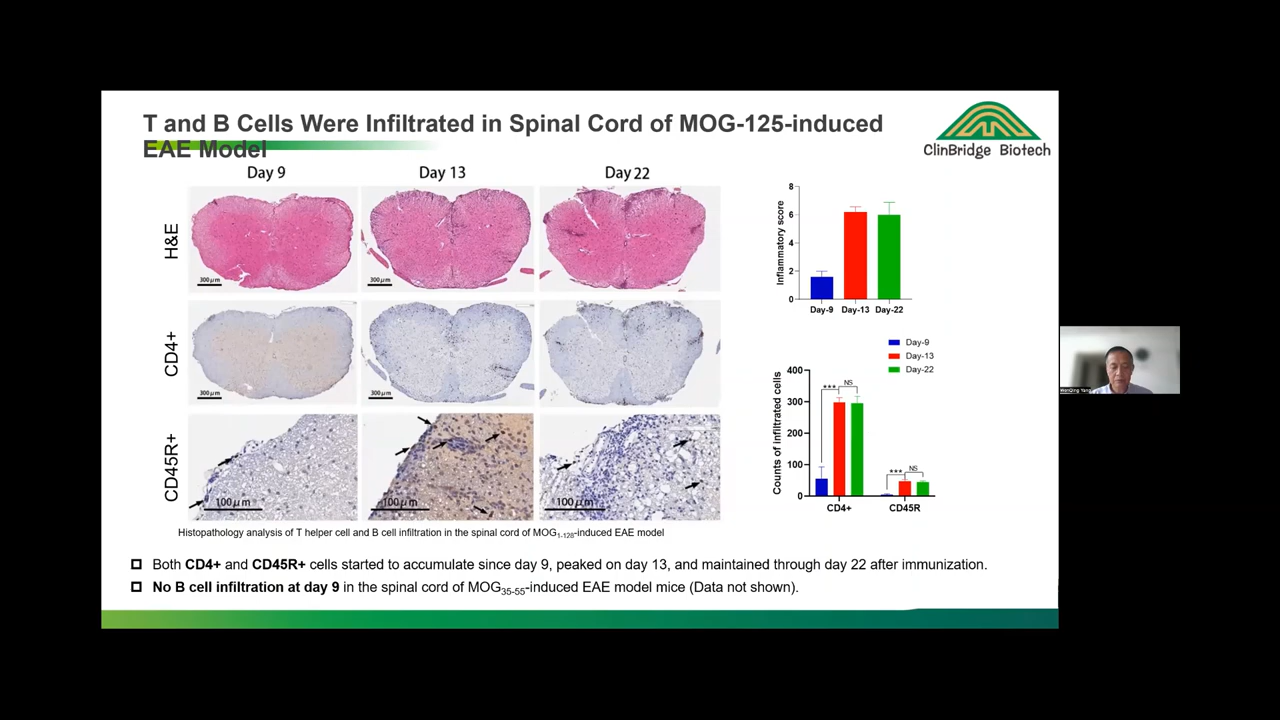 T and B Cells Were Infiltrated in Spinal Cord of MOG-125-induced
EAE Model
ClinBridge Biotech
Day 9
Day 13
Day 22
H&E
300μm
300μm
300μm
CD4+
300μm
300μm
300μm
CD45R+
100μm
100μm
100μm
Histopathology analysis of T helper cell and B cell infiltration in the spinal cord of MOG1-128-induced EAE model
Inflammatory score
8
6
4
2
0
Day-9 Day-13 Day-22
Day-9
Day-13
Day-22
Counts of infiltrated cells
400
300
200
100
0
*** NS
*** NS
CD4+
CD45R
Both CD4+ and CD45R+ cells started to accumulate since day 9, peaked on day 13, and maintained through day 22 after immunization.
No B cell infiltration at day 9 in the spinal cord of MOG35-55-induced EAE model mice (Data not shown).